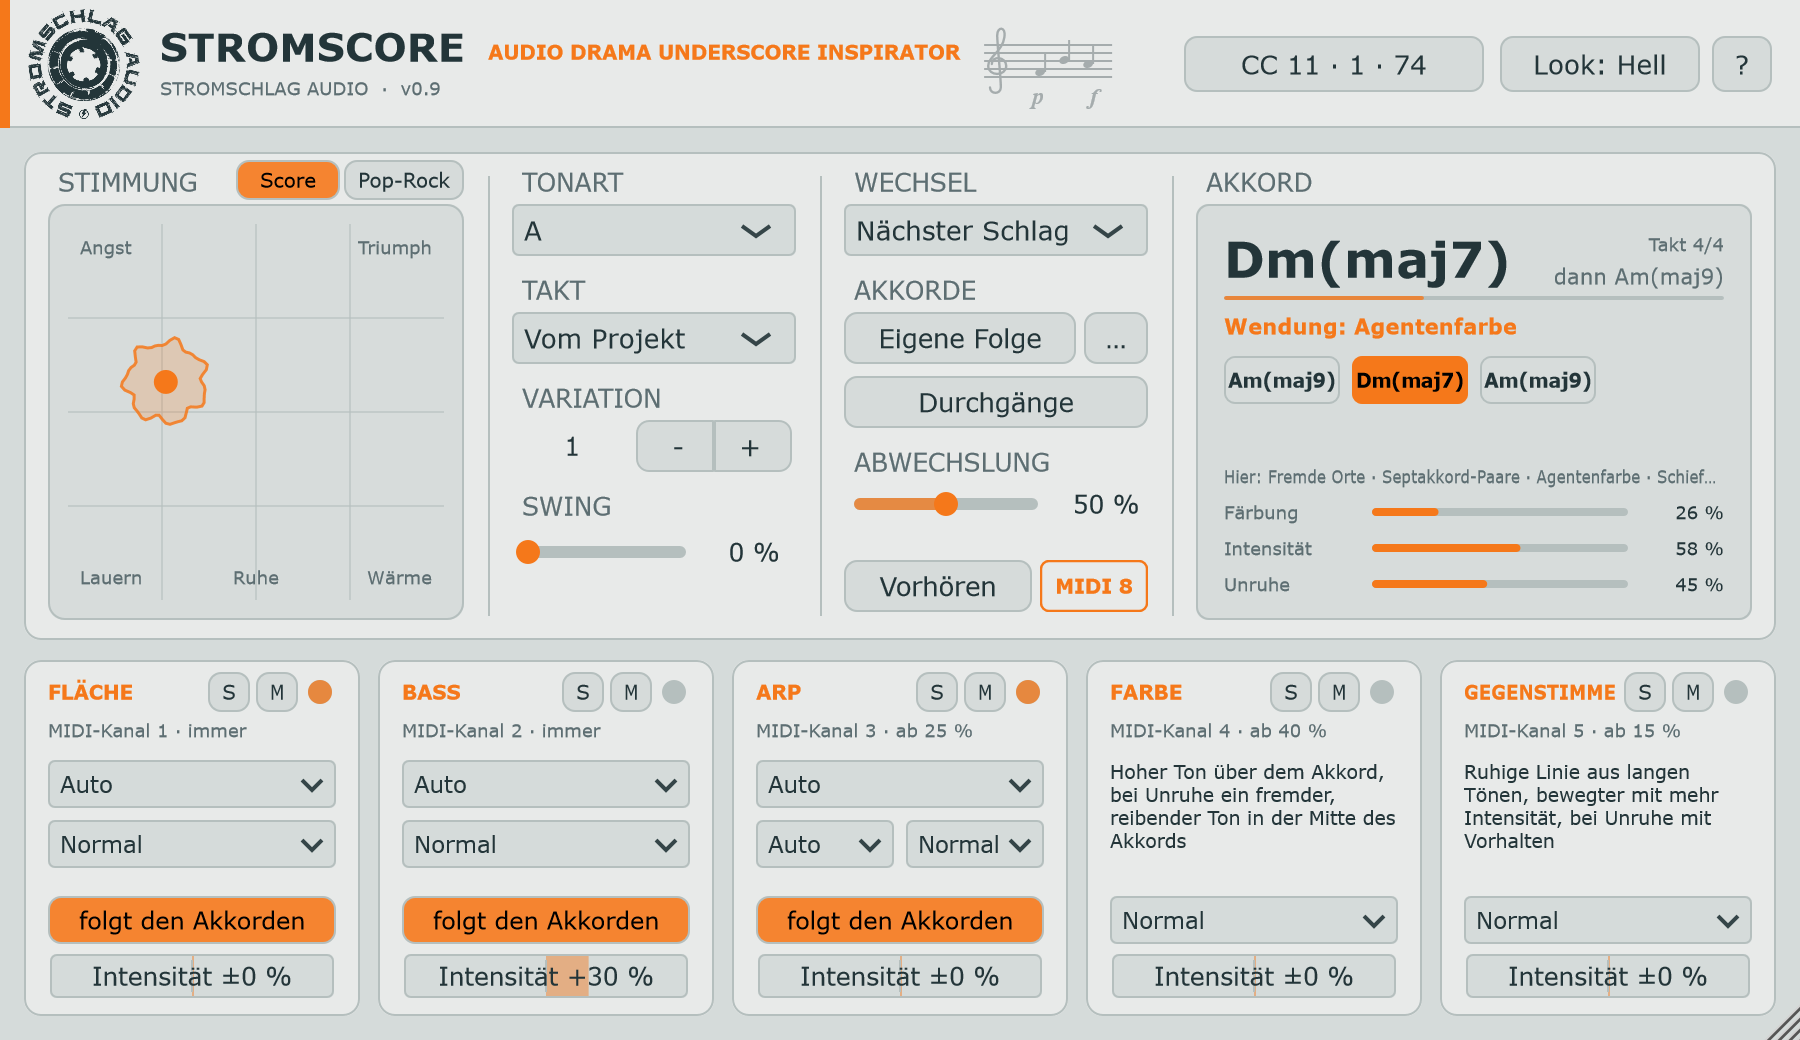 STROMSCHLAG AUDIO
STROMSCORE
AUDIO DRAMA UNDERSCORE INSPIRATOR
STROMSCHLAG AUDIO · v0.9
p f
CC 11 · 1 · 74
Look: Hell
?
STIMMUNG
Score
Pop-Rock
Angst
Triumph
Lauern
Ruhe
Wärme
TONART
A
TAKT
Vom Projekt
VARIATION
1
-
+
SWING
0 %
WECHSEL
Nächster Schlag
AKKORDE
Eigene Folge
...
Durchgänge
ABWECHSLUNG
50 %
Vorhören
MIDI 8
AKKORD
Dm(maj7)
Takt 4/4
dann Am(maj9)
Wendung: Agentenfarbe
Am(maj9)
Dm(maj7)
Am(maj9)
Hier: Fremde Orte · Septakkord-Paare · Agentenfarbe · Schief...
Färbung 26 %
Intensität 58 %
Unruhe 45 %
FLÄCHE S M
MIDI-Kanal 1 · immer
Auto
Normal
folgt den Akkorden
Intensität ±0 %
BASS S M
MIDI-Kanal 2 · immer
Auto
Normal
folgt den Akkorden
Intensität +30 %
ARP S M
MIDI-Kanal 3 · ab 25 %
Auto
Auto
Normal
folgt den Akkorden
Intensität ±0 %
FARBE S M
MIDI-Kanal 4 · ab 40 %
Hoher Ton über dem Akkord,
bei Unruhe ein fremder,
reibender Ton in der Mitte des
Akkords
Normal
Intensität ±0 %
GEGENSTIMME S M
MIDI-Kanal 5 · ab 15 %
Ruhige Linie aus langen
Tönen, bewegter mit mehr
Intensität, bei Unruhe mit
Vorhalten
Normal
Intensität ±0 %